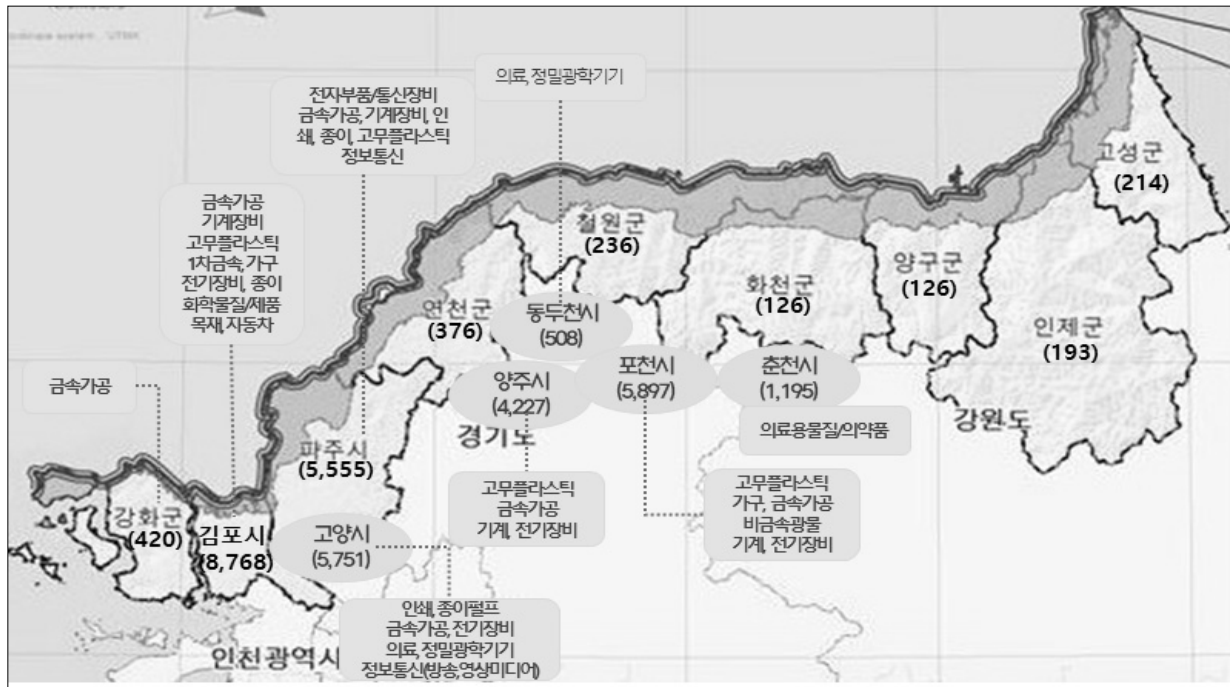 의료, 정밀광학기기
전자부품/통신장비
금속가공, 기계장비, 인
쇄, 종이, 고무플라스틱
정보통신
고성군
(214)
금속가공
기계장비
고무플라스틱
1차금속, 가구
전기장비, 종이
화학물질/제품
목재, 자동차
철원군
(236)
양구군
(126)
화천군
(126)
연천군
(376)
동두천시
(508)
인제군
(193)
금속가공
양주시
(4,227)
포천시
(5,897)
춘천시
(1,195)
경기도
강원도
의료용물질/의약품
파주시
(5,555)
고무플라스틱
금속가공
기계, 전기장비
고무플라스틱
가구, 금속가공
비금속광물
기계, 전기장비
강화군
(420)
김포시
(8,768)
고양시
(5,751)
인쇄, 종이펄프
금속가공, 전기장비
의료, 정밀광학기기
정보통신(방송,영상미디어)
인천광역시